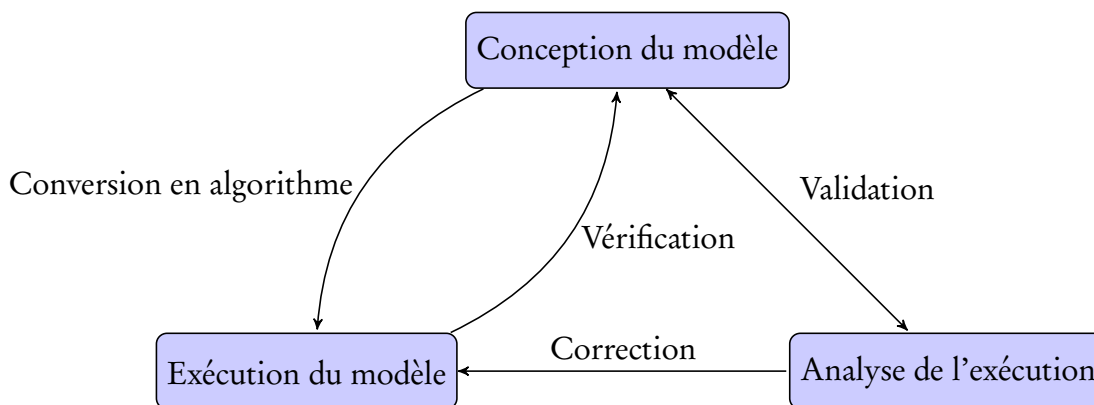 Conception du modèle
Conversion en algorithme
Validation
Vérification
Correction
Exécution du modèle
Analyse de l'exécution